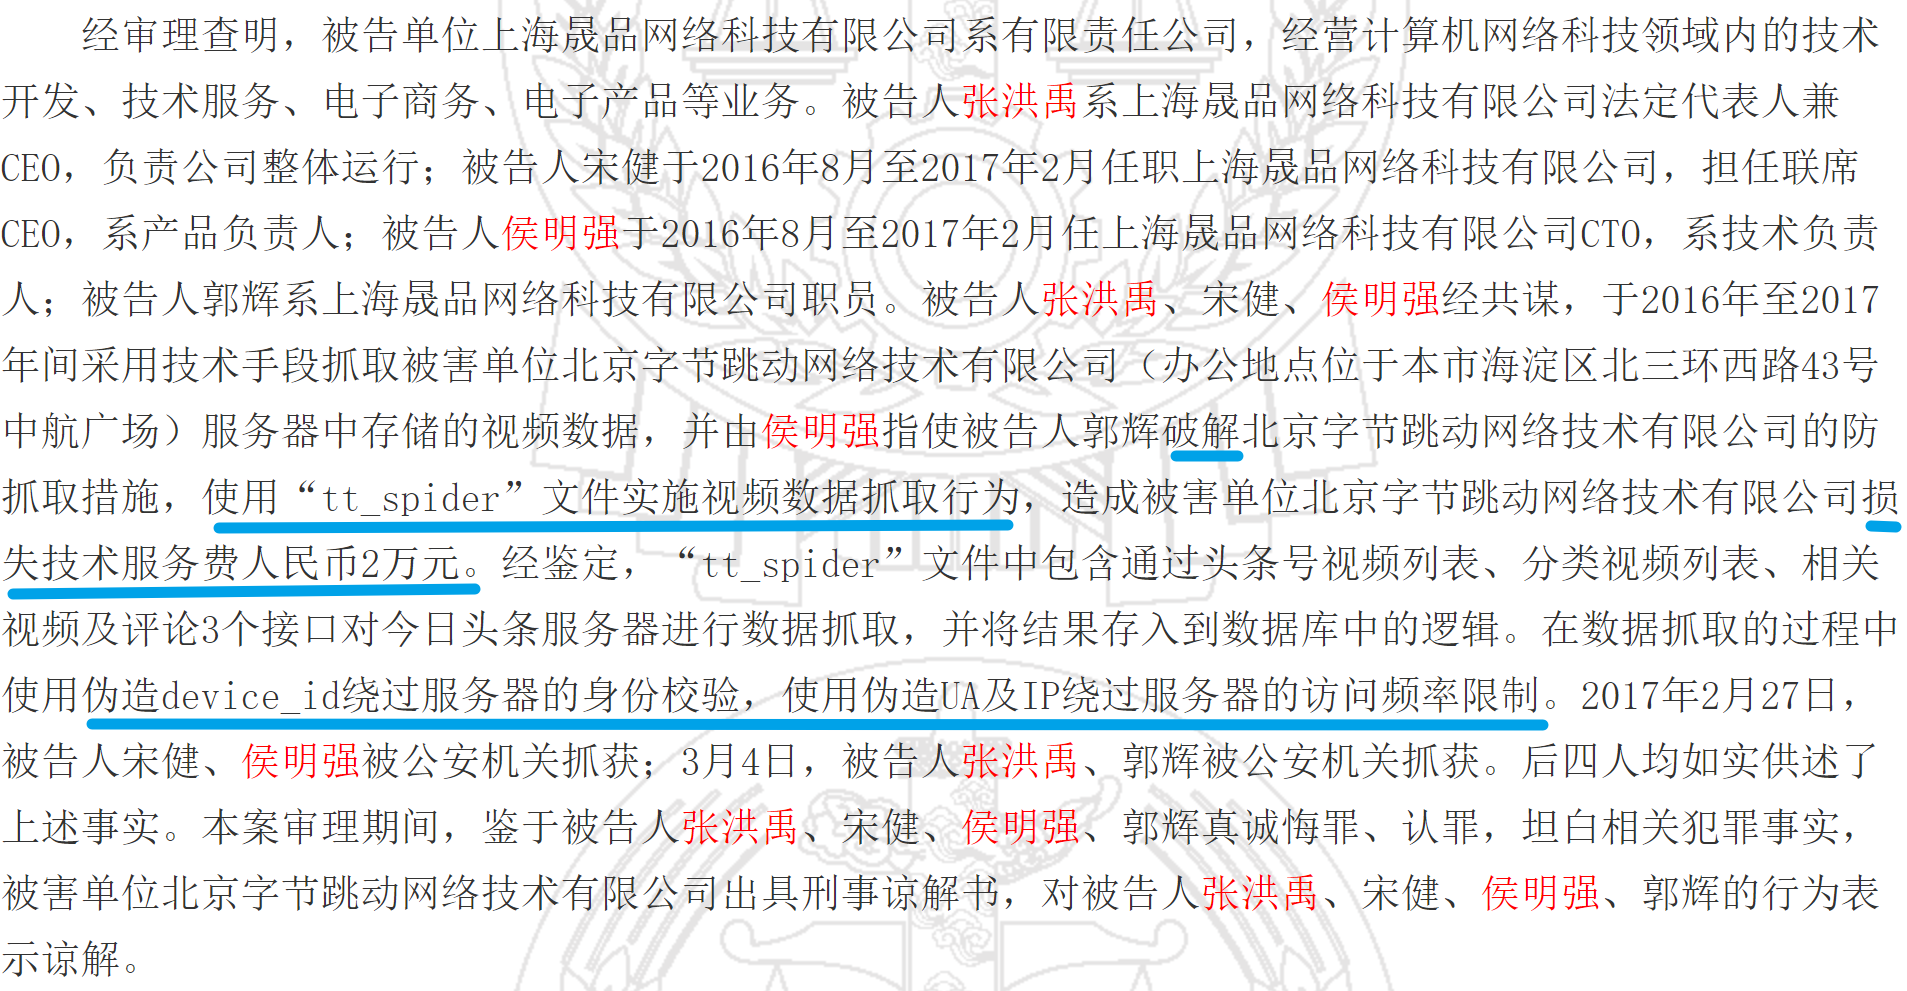 经审理查明，被告单位上海晟品网络科技有限公司系有限责任公司，经营计算机网络科技领域内的技术
开发、技术服务、电子商务、电子产品等业务。被告人张洪禹系上海晟品网络科技有限公司法定代表人兼
CEO，负责公司整体运行；被告人宋健于2016年8月至2017年2月任职上海晟品网络科技有限公司，担任联席
CEO，系产品负责人；被告人侯明强于2016年8月至2017年2月任上海晟品网络科技有限公司CTO，系技术负责
人；被告人郭辉系上海晟品网络科技有限公司职员。被告人张洪禹、宋健、侯明强经共谋，于2016年至2017
年间采用技术手段抓取被害单位北京字节跳动网络技术有限公司（办公地点位于本市海淀区北三环西路43号
中航广场）服务器中存储的视频数据，并由侯明强指使被告人郭辉破解北京字节跳动网络技术有限公司的防
抓取措施，使用“tt_spider”文件实施视频数据抓取行为，造成被害单位北京字节跳动网络技术有限公司损
失技术服务费人民币2万元。经鉴定，“tt_spider”文件中包含通过头条号视频列表、分类视频列表、相关
视频及评论3个接口对今日头条服务器进行数据抓取，并将结果存入到数据库中的逻辑。在数据抓取的过程中
使用伪造device_id绕过服务器的身份校验，使用伪造UA及IP绕过服务器的访问频率限制。2017年2月27日，
被告人宋健、侯明强被公安机关抓获；3月4日，被告人张洪禹、郭辉被公安机关抓获。后四人均如实供述了
上述事实。本案审理期间，鉴于被告人张洪禹、宋健、侯明强、郭辉真诚悔罪、认罪，坦白相关犯罪事实，
被害单位北京字节跳动网络技术有限公司出具刑事谅解书，对被告人张洪禹、宋健、侯明强、郭辉的行为表
示谅解。